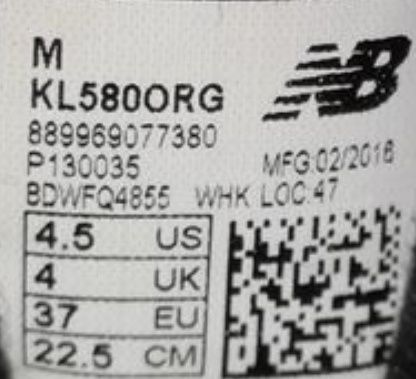 M
KL580ORG
NB
889969077380
P130035
MFG:02/2016
BDWFQ4855 WHK LOC:47
4.5 US
4 UK
37 EU
22.5 CM